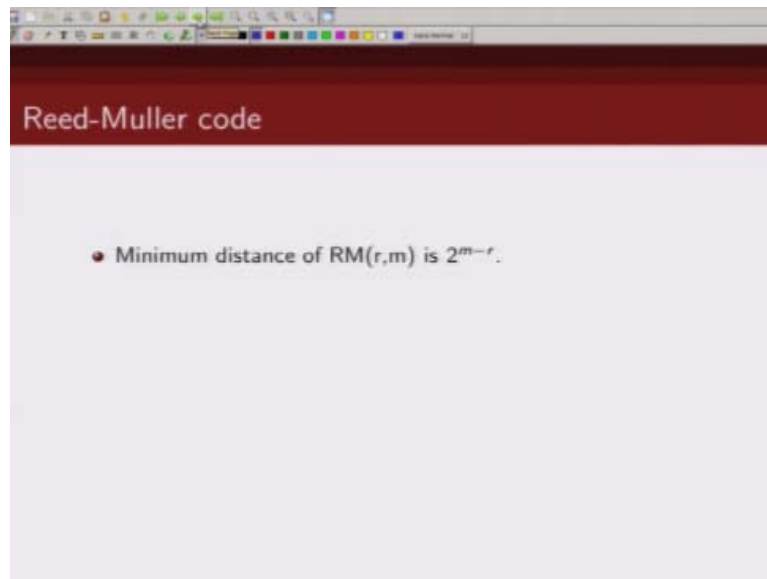 Reed-Muller code
Minimum distance of RM(r,m) is 2^{m−r}.